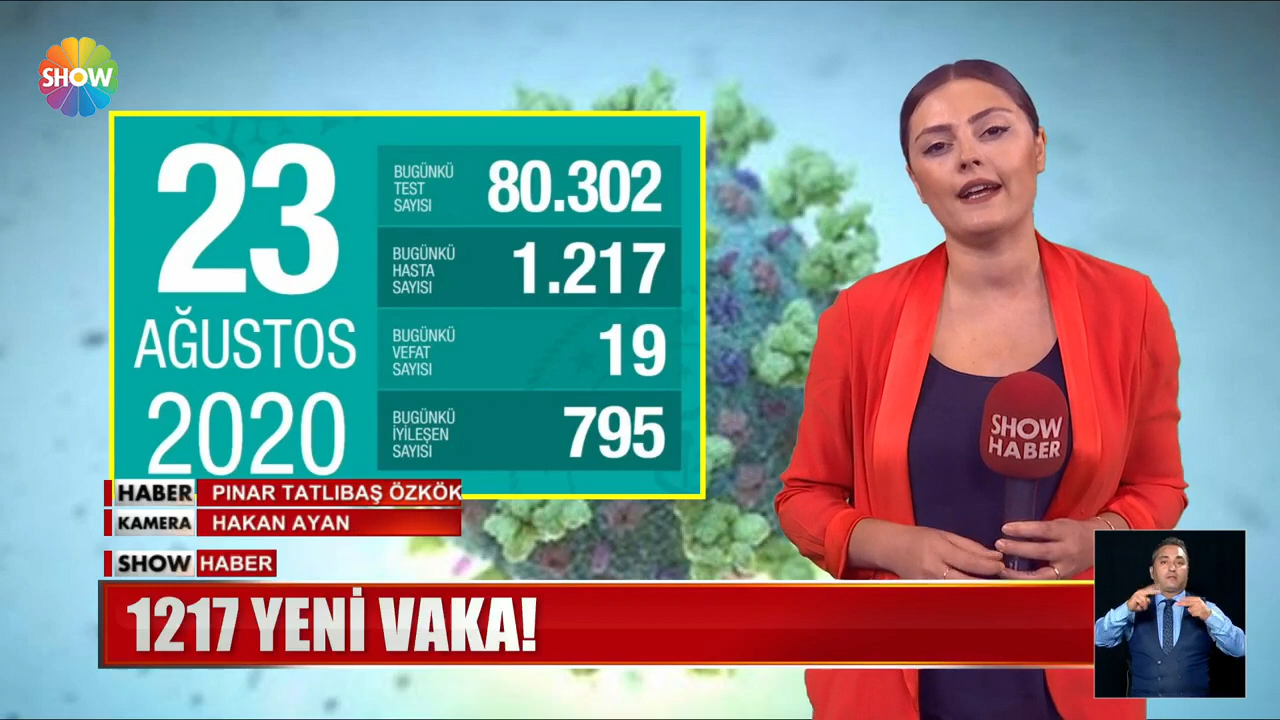 SHOW
23
AĞUSTOS
2020
BUGÜNKÜ
TEST
SAYISI
80.302
BUGÜNKÜ
HASTA
SAYISI
1.217
BUGÜNKÜ
VEFAT
SAYISI
19
BUGÜNKÜ
İYİLEŞEN
SAYISI
795
SHOW
HABER
HABER PINAR TATLIBAŞ ÖZKÖK
KAMERA HAKAN AYAN
SHOW HABER
1217 YENİ VAKA!